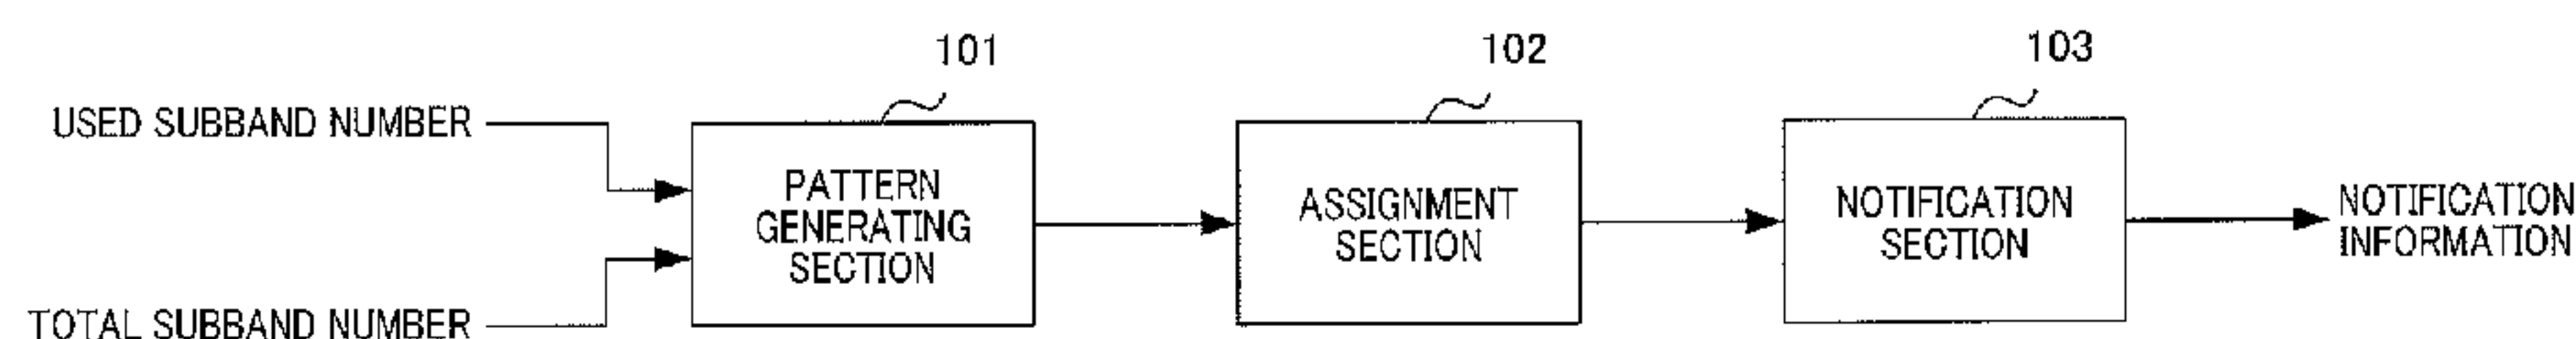 101
102
103
USED SUBBAND NUMBER
PATTERN
GENERATING
SECTION
ASSIGNMENT
SECTION
NOTIFICATION
SECTION
NOTIFICATION
INFORMATION
TOTAL SUBBAND NUMBER